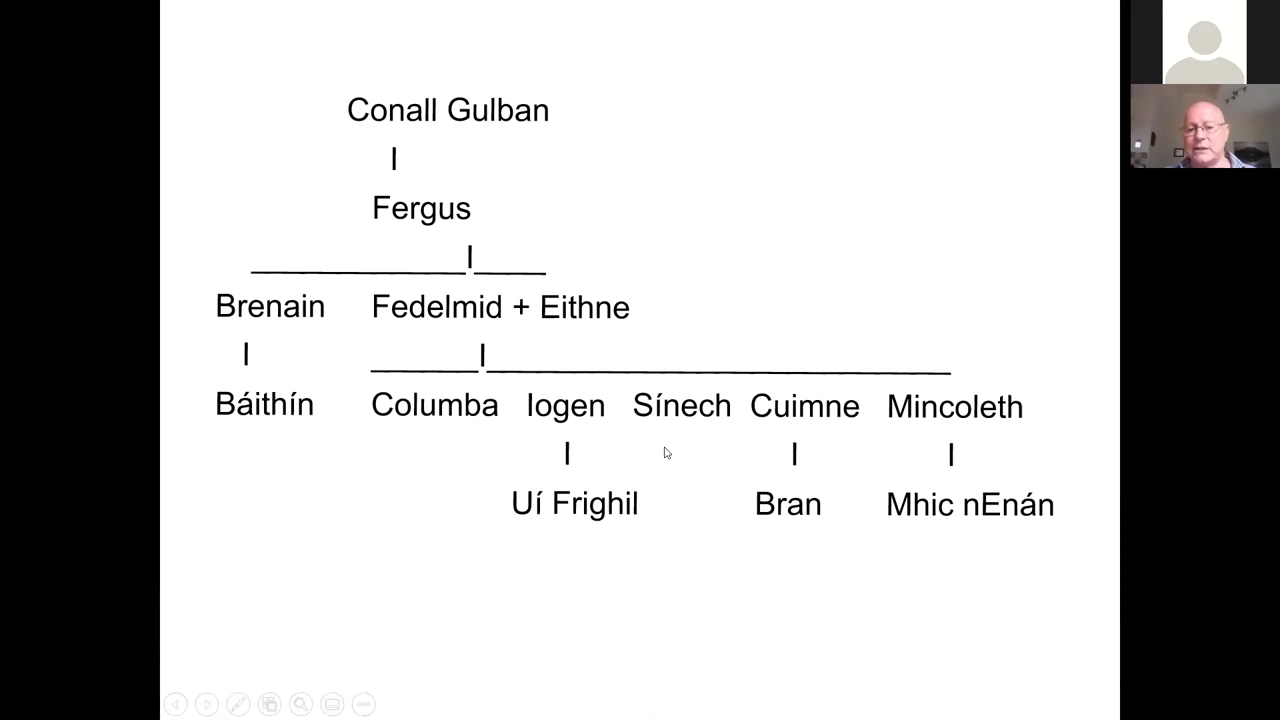 Conall Gulban
Fergus
Brenain Fedelmid + Eithne
Báithín Columba Iogen Sínech Cuimne Mincoleth
Uí Frighil Bran Mhic nEnán